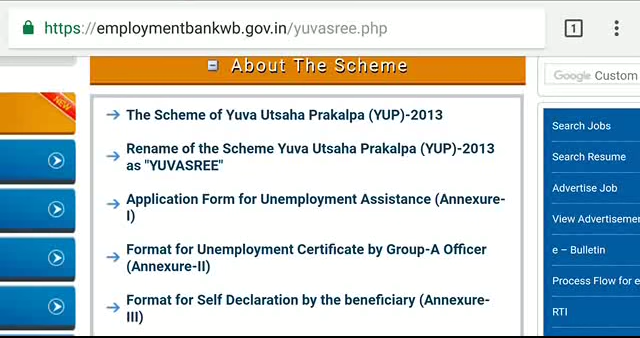 https://employmentbankwb.gov.in/yuvasree.php
1
About The Scheme
NEW
The Scheme of Yuva Utsaha Prakalpa (YUP)-2013
Rename of the Scheme Yuva Utsaha Prakalpa (YUP)-2013
as "YUVASREE"
Application Form for Unemployment Assistance (Annexure-
I)
Format for Unemployment Certificate by Group-A Officer
(Annexure-II)
Format for Self Declaration by the beneficiary (Annexure-
III)
Google Custom
Search Jobs
Search Resume
Advertise Job
View Advertisemen
e – Bulletin
Process Flow for e
RTI